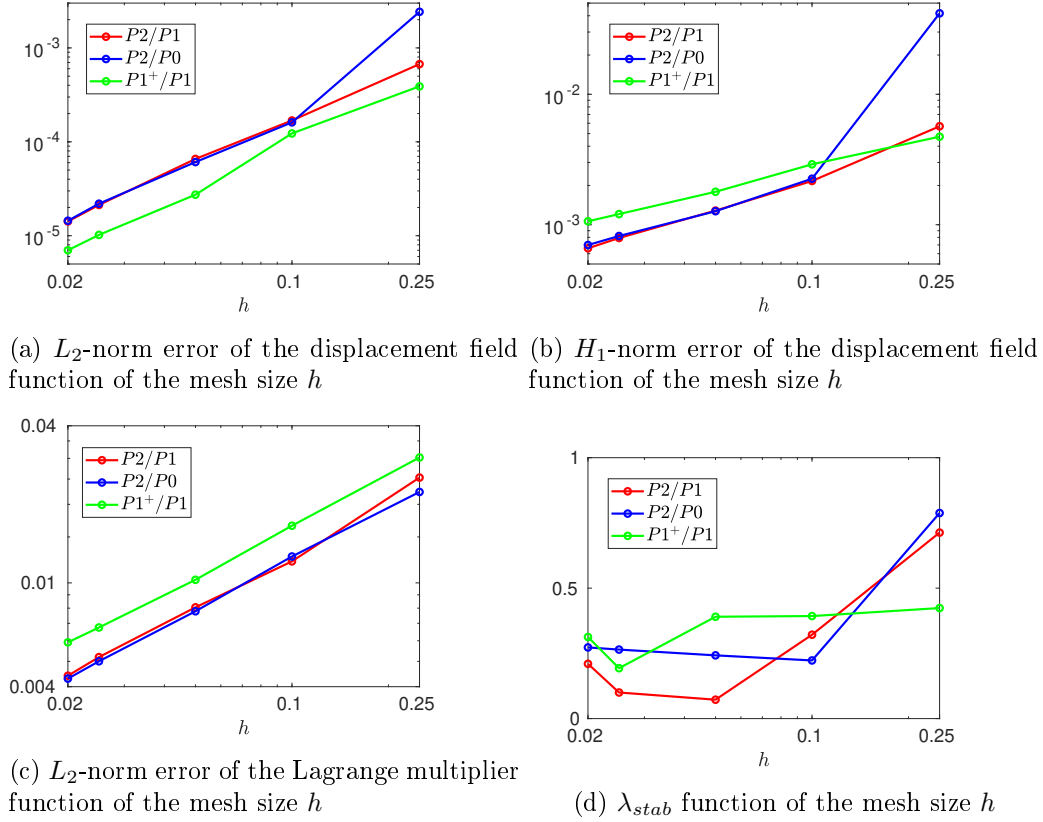 10^-3
10^-4
10^-5
P2/P1
P2/P0
P1^+/P1
0.02
0.1
0.25
h
10^-2
10^-3
P2/P1
P2/P0
P1^+/P1
0.02
0.1
0.25
h
(a) L_2-norm error of the displacement field
function of the mesh size h
(b) H_1-norm error of the displacement field
function of the mesh size h
0.04
0.01
0.004
P2/P1
P2/P0
P1^+/P1
0.02
0.1
0.25
h
1
0.5
0
P2/P1
P2/P0
P1^+/P1
0.02
0.1
0.25
h
(c) L_2-norm error of the Lagrange multiplier
function of the mesh size h
(d) λ_stab function of the mesh size h